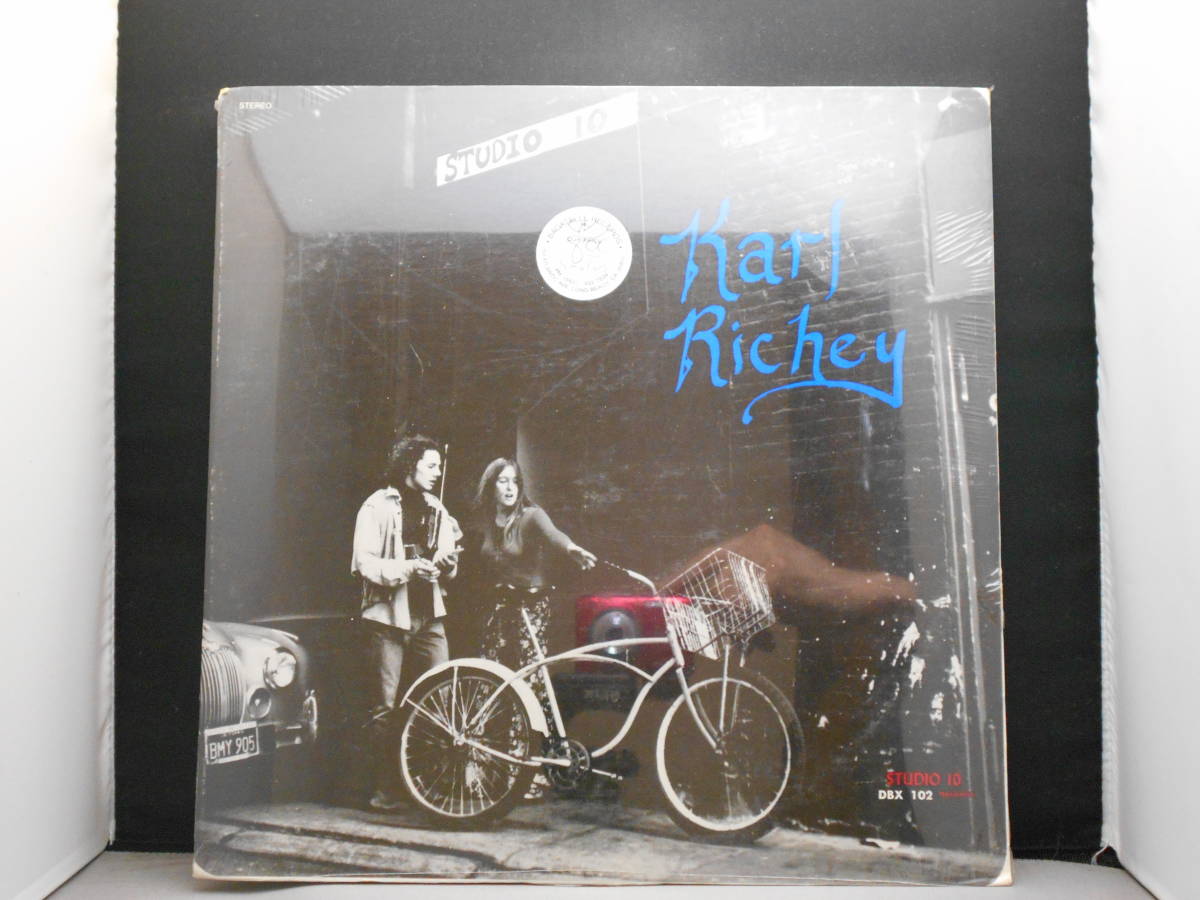 STEREO
STUDIO 10
Karl
Richey
BMY 905
STUDIO 10
DBX 102